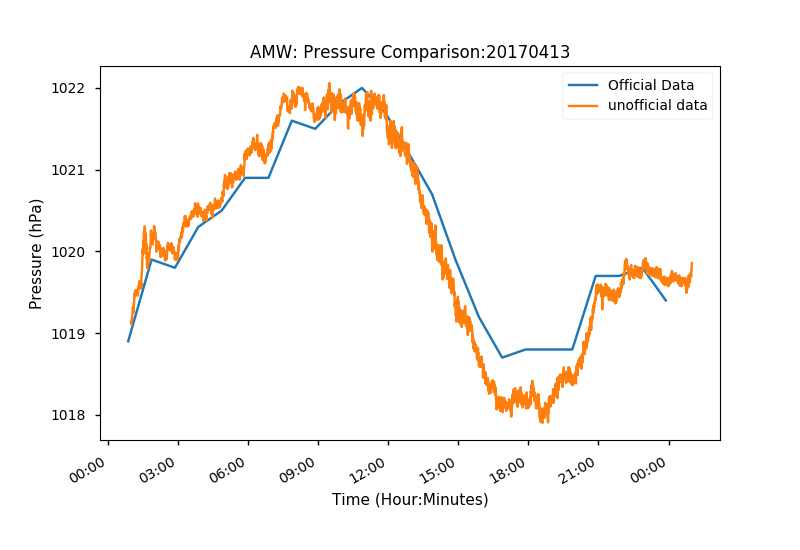 AMW: Pressure Comparison:20170413
Official Data
unofficial data
1022
1021
1020
1019
1018
Pressure (hPa)
00:00 03:00 06:00 09:00 12:00 15:00 18:00 21:00 00:00
Time (Hour:Minutes)